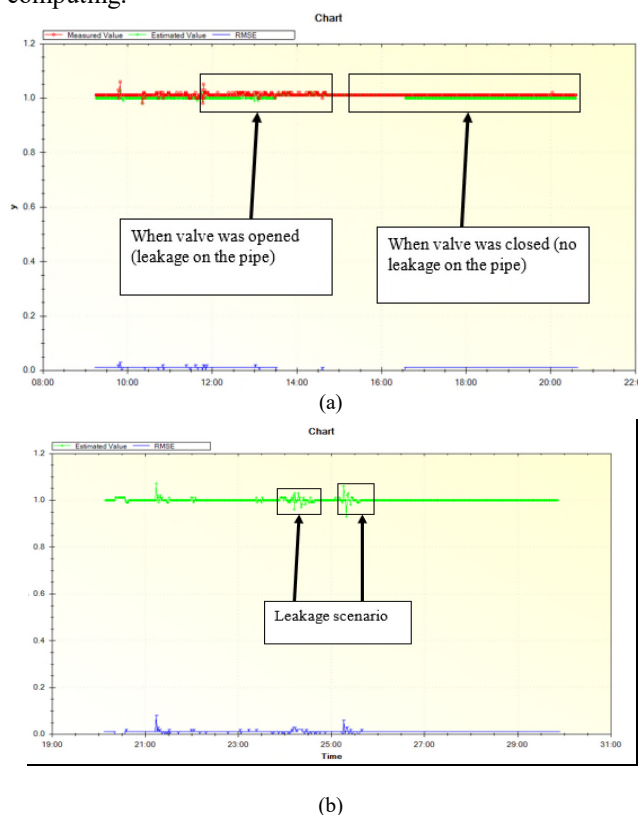 computing.
Chart
Measured Value Estimated Value RMSE
1.2
1.0
0.8
y 0.6
0.4
0.2
0.0
When valve was opened
(leakage on the pipe)
When valve was closed (no
leakage on the pipe)
08:00 10:00 12:00 14:00 16:00 18:00 20:00 22:0
(a)
Chart
Estimated Value RMSE
1.2
1.0
0.8
0.6
0.4
0.2
0.0
Leakage scenario
19:00 21:00 23:00 25:00 27:00 29:00 31:00
Time
(b)